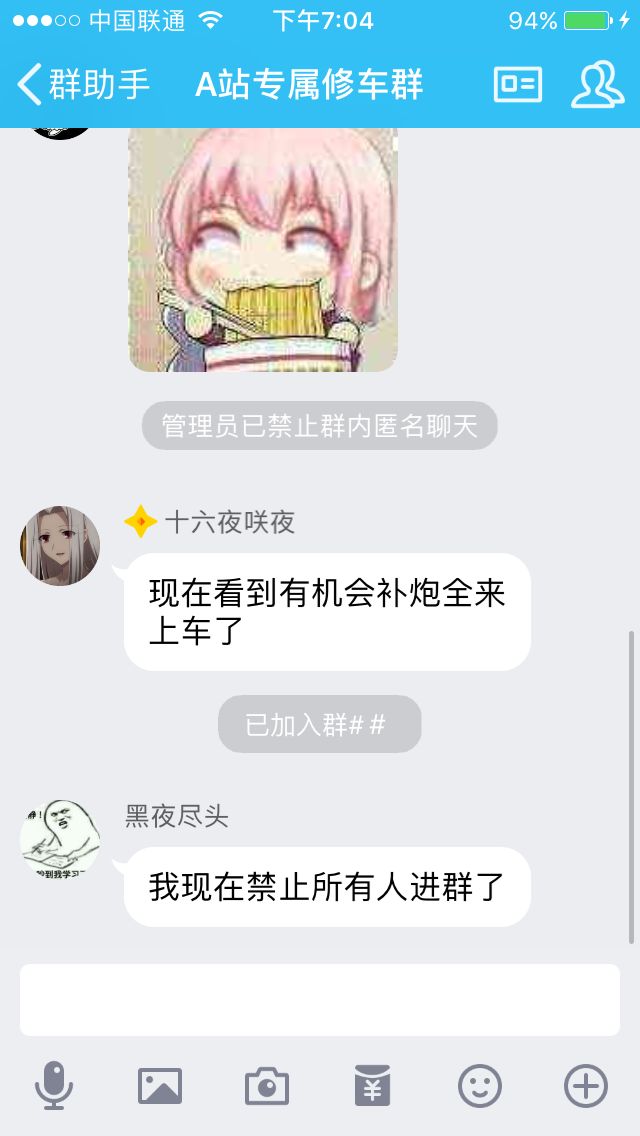 中国联通 下午7:04 94%
群助手 A站专属修车群
管理员已禁止群内匿名聊天
十六夜咲夜
现在看到有机会补炮全来
上车了
已加入群##
黑夜尽头
我现在禁止所有人进群了